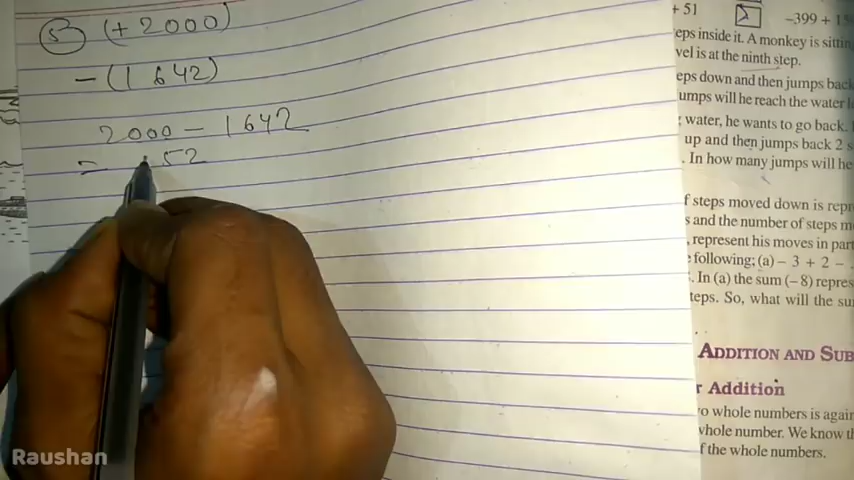 5 (+2000)
-(1642)
2000 - 1642
= 52
+ 51
-399 + 1
eps inside it. A monkey is sittin
vel is at the ninth step.
eps down and then jumps back
umps will he reach the water l
water, he wants to go back.
up and then jumps back 2 s
. In how many jumps will he
f steps moved down is repr
s and the number of steps m
, represent his moves in part
following; (a) – 3 + 2 –
. In (a) the sum (– 8) repres
teps. So, what will the su
ADDITION AND SUB
r Addition
o whole numbers is again
whole number. We know th
f the whole numbers.
Raushan